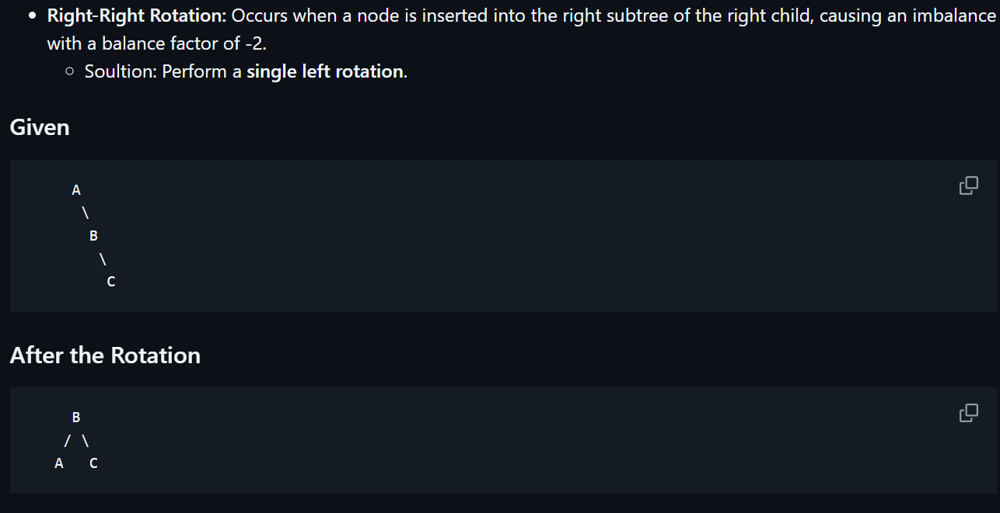 • Right-Right Rotation: Occurs when a node is inserted into the right subtree of the right child, causing an imbalance
with a balance factor of -2.
○ Soultion: Perform a single left rotation.
Given
A
\
B
\
C
After the Rotation
B
/ \
A C